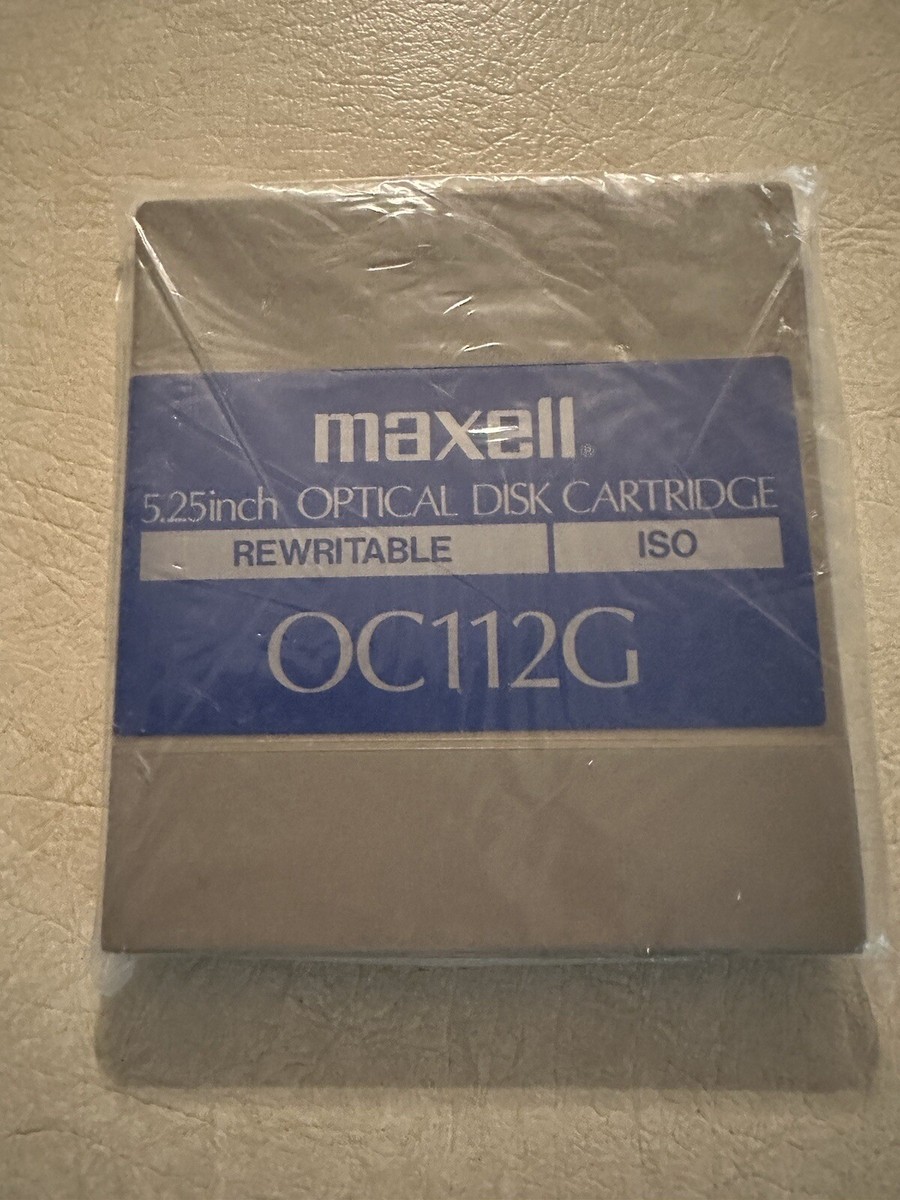 maxell®
5.25inch OPTICAL DISK CARTRIDGE
REWRITABLE ISO
OC112G